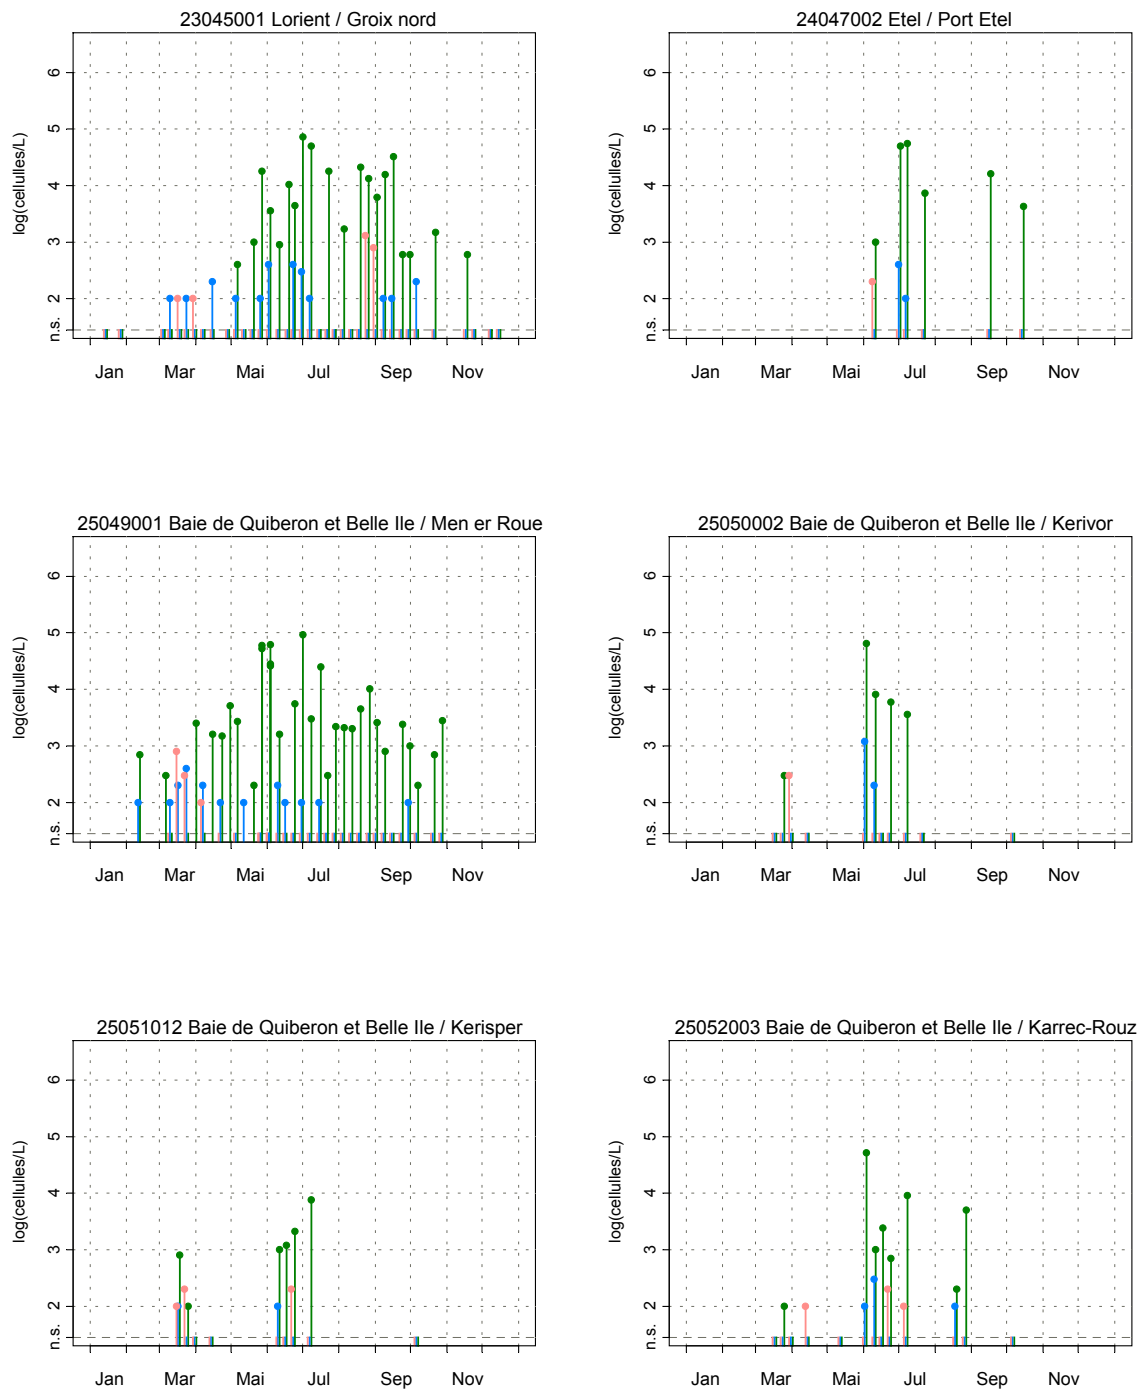 23045001 Lorient / Groix nord
log(cellulles/L)
6
5
4
3
2
n.s.
Jan Mar Mai Jul Sep Nov
24047002 Etel / Port Etel
log(cellulles/L)
6
5
4
3
2
n.s.
Jan Mar Mai Jul Sep Nov
25049001 Baie de Quiberon et Belle Ile / Men er Roue
log(cellulles/L)
6
5
4
3
2
n.s.
Jan Mar Mai Jul Sep Nov
25050002 Baie de Quiberon et Belle Ile / Kerivor
log(cellulles/L)
6
5
4
3
2
n.s.
Jan Mar Mai Jul Sep Nov
25051012 Baie de Quiberon et Belle Ile / Kerisper
log(cellulles/L)
6
5
4
3
2
n.s.
Jan Mar Mai Jul Sep Nov
25052003 Baie de Quiberon et Belle Ile / Karrec-Rouz
log(cellulles/L)
6
5
4
3
2
n.s.
Jan Mar Mai Jul Sep Nov